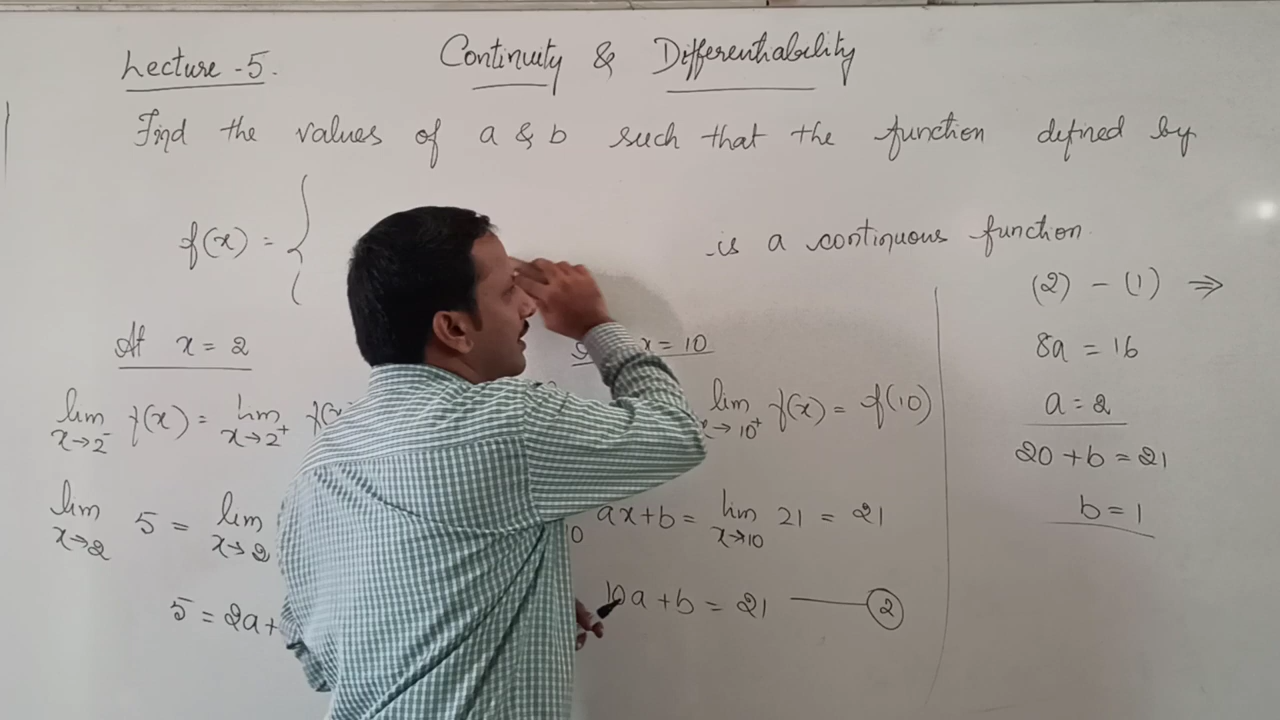 Lecture - 5.
Continuity & Differentiability
Find the values of a & b such that the function defined by
f(x) = {
is a continuous function.
At x = 2
lim x→2⁻ f(x) = lim x→2⁺
lim x→2 5 = lim x→2
5 = 2a +
x = 10
lim x→10⁺ f(x) = f(10)
10 ax + b = lim x→10 21 = 21
10a + b = 21 — 2
(2) - (1) ⇒
8a = 16
a = 2
20 + b = 21
b = 1